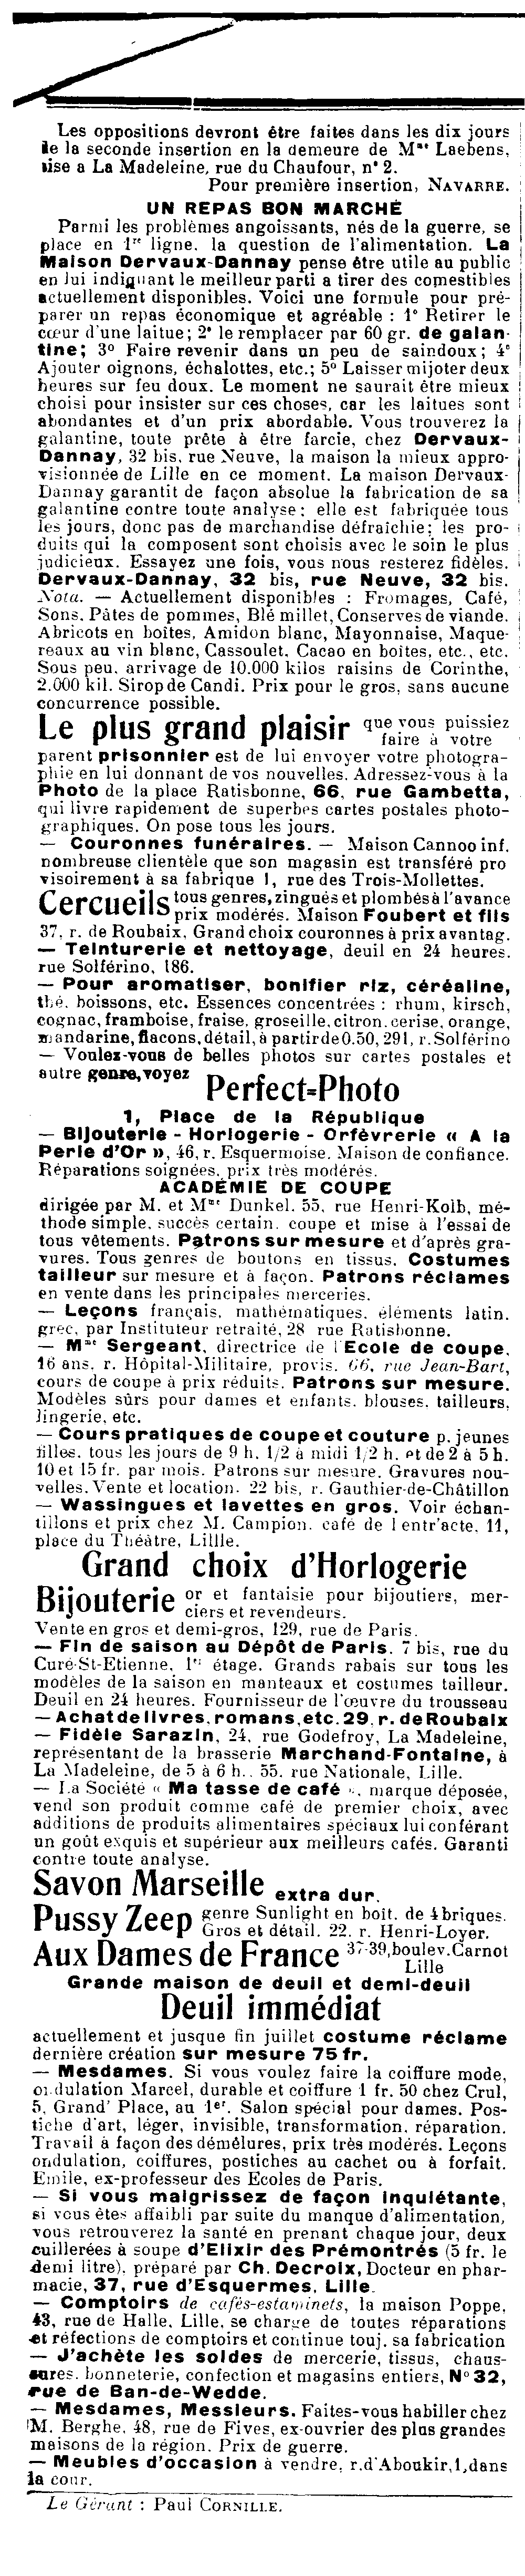 Les oppositions devront être faites dans les dix jours
de la seconde insertion en la demeure de Mme Laebens,
sise a La Madeleine, rue du Chaufour, n° 2.
Pour première insertion, NAVARRE.
UN REPAS BON MARCHÉ
Parmi les problèmes angoissants, nés de la guerre, se
place en 1re ligne, la question de l'alimentation. La
Maison Dervaux-Dannay pense être utile au public
en lui indiquant le meilleur parti a tirer des comestibles
actuellement disponibles. Voici une formule pour pré-
parer un repas économique et agréable : 1° Retirer le
cœur d'une laitue; 2° le remplacer par 60 gr. de galan-
tine; 3° Faire revenir dans un peu de saindoux; 4°
Ajouter oignons, échalottes, etc.; 5° Laisser mijoter deux
heures sur feu doux. Le moment ne saurait être mieux
choisi pour insister sur ces choses, car les laitues sont
abondantes et d'un prix abordable. Vous trouverez la
galantine, toute prête à être farcie, chez Dervaux-
Dannay, 32 bis, rue Neuve, la maison la mieux appro-
visionnée de Lille en ce moment. La maison Dervaux-
Dannay garantit de façon absolue la fabrication de sa
galantine contre toute analyse; elle est fabriquée tous
les jours, donc pas de marchandise défraîchie; les pro-
duits qui la composent sont choisis avec le soin le plus
judicieux. Essayez une fois, vous nous resterez fidèles.
Dervaux-Dannay, 32 bis, rue Neuve, 32 bis.
Nota. — Actuellement disponibles : Fromages, Café,
Sons, Pâtes de pommes, Blé millet, Conserves de viande,
Abricots en boîtes, Amidon blanc, Mayonnaise, Maque-
reaux au vin blanc, Cassoulet, Cacao en boîtes, etc., etc.
Sous peu, arrivage de 10.000 kilos raisins de Corinthe,
2.000 kil. Sirop de Candi. Prix pour le gros, sans aucune
concurrence possible.
Le plus grand plaisir que vous puissiez
faire à votre
parent prisonnier est de lui envoyer votre photogra-
phie en lui donnant de vos nouvelles. Adressez-vous à la
Photo de la place Ratisbonne, 66, rue Gambetta,
qui livre rapidement de superbes cartes postales photo-
graphiques. On pose tous les jours.
— Couronnes funéraires. — Maison Cannoo inf.
nombreuse clientèle que son magasin est transféré pro
visoirement à sa fabrique 1, rue des Trois-Mollettes.
Cercueils tous genres, zingués et plombés à l'avance
prix modérés. Maison Foubert et fils
37, r. de Roubaix, Grand choix couronnes à prix avantag.
— Teinturerie et nettoyage, deuil en 24 heures.
rue Solférino, 186.
— Pour aromatiser, bonifier riz, céréaline,
thé, boissons, etc. Essences concentrées : rhum, kirsch,
cognac, framboise, fraise, groseille, citron, cerise, orange,
mandarine, flacons, détail, à partir de 0.50, 291, r. Solférino
— Voulez-vous de belles photos sur cartes postales et
autre genre, voyez Perfect=Photo
1, Place de la République
— Bijouterie - Horlogerie - Orfèvrerie « A la
Perle d'Or », 46, r. Esquermoise. Maison de confiance.
Réparations soignées, prix très modérés.
ACADÉMIE DE COUPE
dirigée par M. et Mme Dunkel, 55, rue Henri-Kolb, mé-
thode simple, succès certain, coupe et mise à l'essai de
tous vêtements. Patrons sur mesure et d'après gra-
vures. Tous genres de boutons en tissus. Costumes
tailleur sur mesure et à façon. Patrons réclames
en vente dans les principales merceries.
— Leçons français, mathématiques, éléments latin,
grec, par Instituteur retraité, 28 rue Ratisbonne.
— Mme Sergeant, directrice de l'Ecole de coupe,
16 ans, r. Hôpital-Militaire, provis. 66, rue Jean-Bart,
cours de coupe à prix réduits. Patrons sur mesure.
Modèles sûrs pour dames et enfants, blouses, tailleurs,
lingerie, etc.
— Cours pratiques de coupe et couture p. jeunes
filles, tous les jours de 9 h. 1/2 à midi 1/2 h. et de 2 à 5 h.
10 et 15 fr. par mois. Patrons sur mesure. Gravures nou-
velles. Vente et location. 22 bis, r. Gauthier-de-Châtillon
— Wassingues et lavettes en gros. Voir échan-
tillons et prix chez M. Campion, café de l entr'acte, 11,
place du Théâtre, Lillle.
Grand choix d'Horlogerie
Bijouterie or et fantaisie pour bijoutiers, mer-
ciers et revendeurs.
Vente en gros et demi-gros, 129, rue de Paris.
— Fin de saison au Dépôt de Paris, 7 bis, rue du
Curé-St-Etienne, 1er étage. Grands rabais sur tous les
modèles de la saison en manteaux et costumes tailleur.
Deuil en 24 heures. Fournisseur de l'œuvre du trousseau
— Achat de livres, romans, etc. 29, r. de Roubaix
— Fidèle Sarazin, 24, rue Godefroy, La Madeleine,
représentant de la brasserie Marchand-Fontaine, à
La Madeleine, de 5 à 6 h., 55, rue Nationale, Lille.
— La Société « Ma tasse de café », marque déposée,
vend son produit comme café de premier choix, avec
additions de produits alimentaires spéciaux lui conférant
un goût exquis et supérieur aux meilleurs cafés. Garanti
contre toute analyse.
Savon Marseille extra dur.
Pussy Zeep genre Sunlight en boît. de 4 briques.
Gros et détail. 22, r. Henri-Loyer.
Aux Dames de France 37-39, boulev. Carnot
Lille
Grande maison de deuil et demi-deuil
Deuil immédiat
actuellement et jusque fin juillet costume réclame
dernière création sur mesure 75 fr.
— Mesdames. Si vous voulez faire la coiffure mode,
ondulation Marcel, durable et coiffure 1 fr. 50 chez Crul,
5, Grand' Place, au 1er. Salon spécial pour dames. Pos-
tiche d'art, léger, invisible, transformation, réparation.
Travail à façon des démêlures, prix très modérés. Leçons
ondulation, coiffures, postiches au cachet ou à forfait.
Emile, ex-professeur des Ecoles de Paris.
— Si vous maigrissez de façon inquiétante,
si vous êtes affaibli par suite du manque d'alimentation,
vous retrouverez la santé en prenant chaque jour, deux
cuillerées à soupe d'Elixir des Prémontrés (5 fr. le
demi litre), préparé par Ch. Decroix, Docteur en phar-
macie, 37, rue d'Esquermes, Lille.
— Comptoirs de cafés-estaminets, la maison Poppe,
43, rue de Halle, Lille, se charge de toutes réparations
et réfections de comptoirs et continue touj. sa fabrication
— J'achète les soldes de mercerie, tissus, chaus-
sures, bonneterie, confection et magasins entiers, N° 32,
rue de Ban-de-Wedde.
— Mesdames, Messieurs. Faites-vous habiller chez
M. Berghe, 48, rue de Fives, ex-ouvrier des plus grandes
maisons de la région. Prix de guerre.
— Meubles d'occasion à vendre, r. d'Aboukir, 1, dans
la cour.
Le Gérant : Paul CORNILLE.